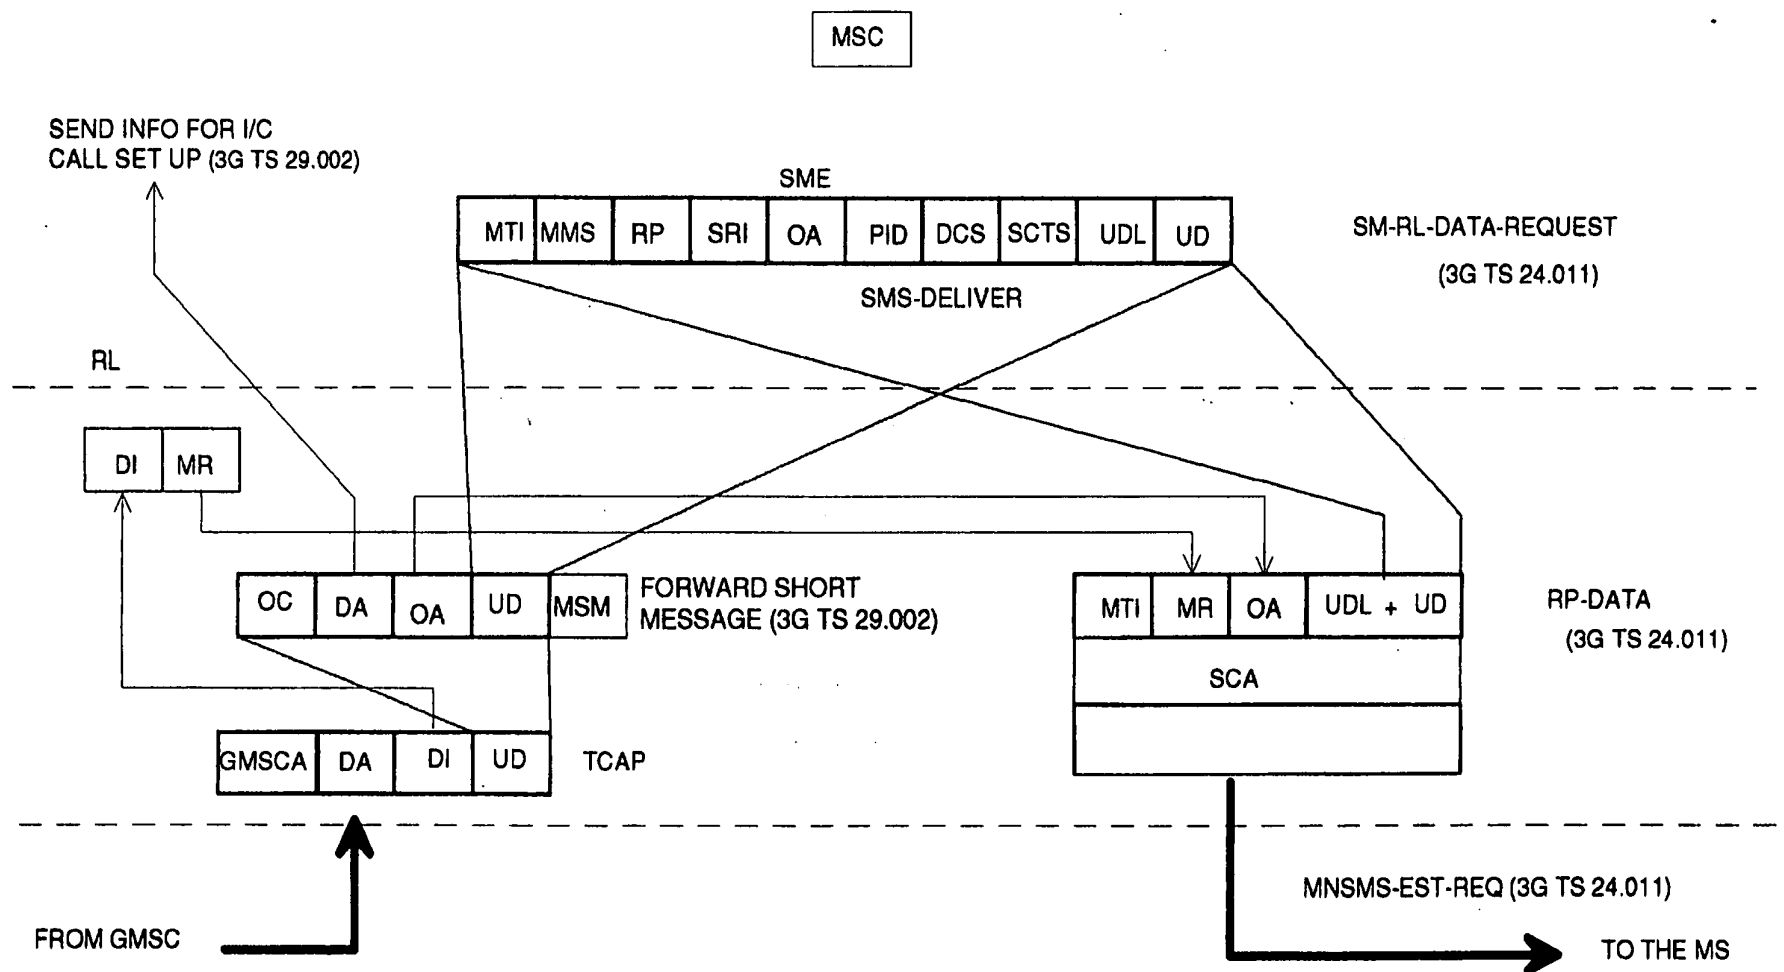 MSC
SEND INFO FOR I/C
CALL SET UP (3G TS 29.002)
SME
MTI MMS RP SRI OA PID DCS SCTS UDL UD
SM-RL-DATA-REQUEST
(3G TS 24.011)
SMS-DELIVER
RL
DI MR
OC DA OA UD MSM
FORWARD SHORT
MESSAGE (3G TS 29.002)
MTI MR OA UDL + UD
RP-DATA
(3G TS 24.011)
SCA
GMSCA DA DI UD
TCAP
MNSMS-EST-REQ (3G TS 24.011)
FROM GMSC
TO THE MS